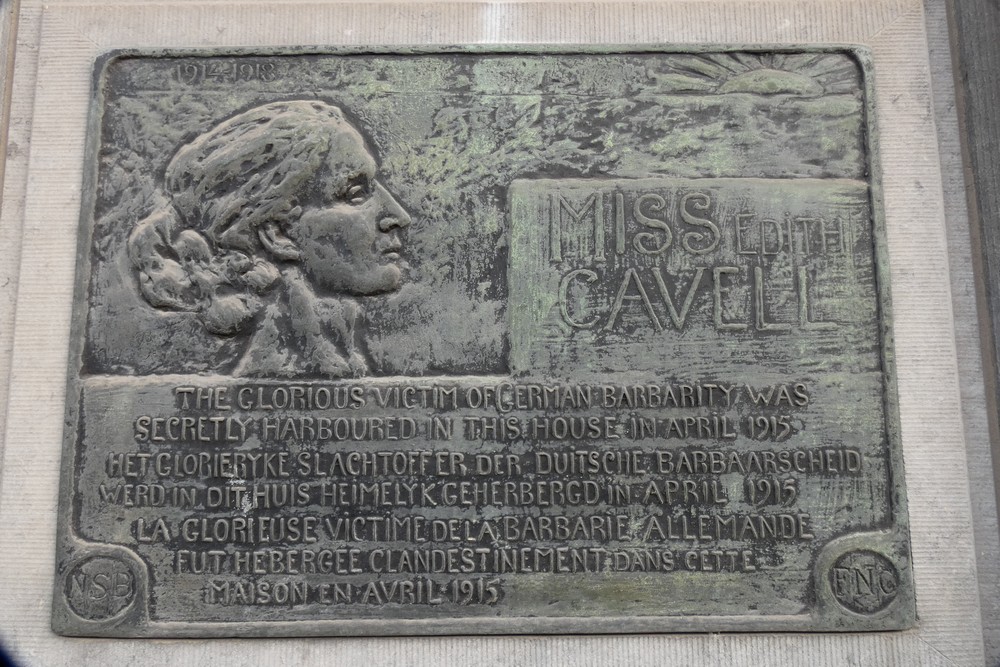 1914-1918
MISS EDITH
CAVELL
THE GLORIOUS VICTIM OF GERMAN BARBARITY WAS
SECRETLY HARBOURED IN THIS HOUSE IN APRIL 1915
HET GLORIERYKE SLACHTOFFER DER DUITSCHE BARBAARSCHEID
WERD IN DIT HUIS HEIMELYK GEHERBERGD IN APRIL 1915
LA GLORIEUSE VICTIME DE LA BARBARIE ALLEMANDE
FUT HEBERGEE CLANDESTINEMENT DANS CETTE
MAISON EN AVRIL 1915
NSB
FNC